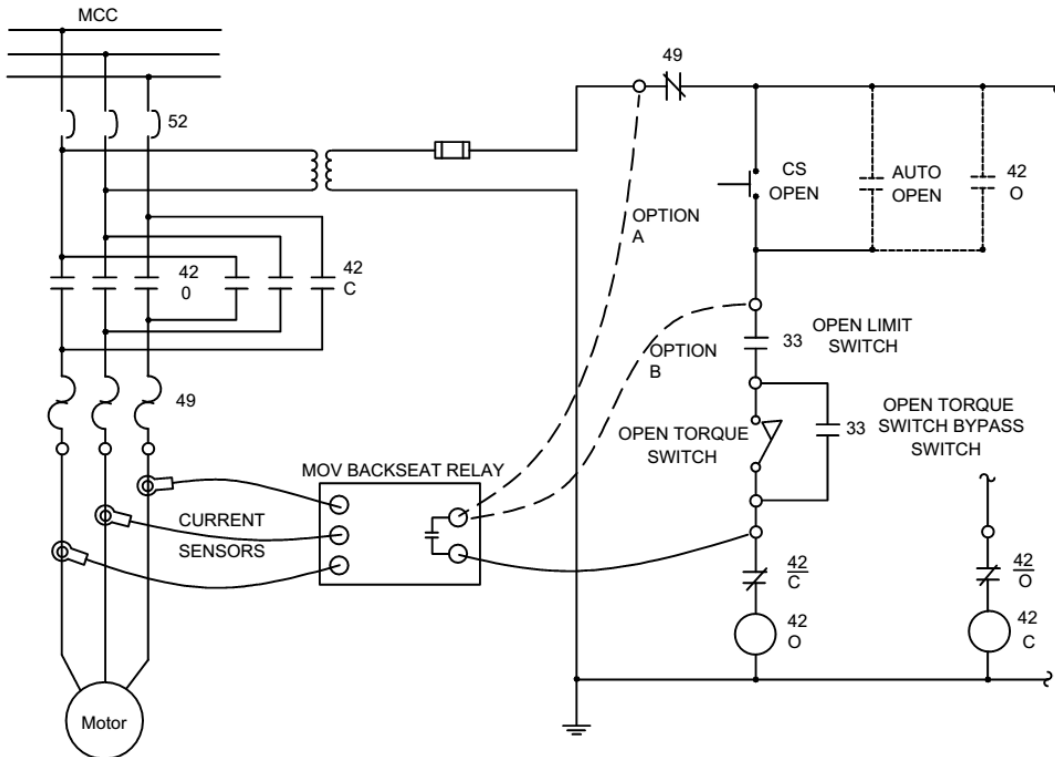 MCC
52
49
CS
OPEN
AUTO
OPEN
42
O
OPTION
A
42
0
42
C
OPTION
B
33
OPEN LIMIT
SWITCH
49
OPEN TORQUE
SWITCH
33
OPEN TORQUE
SWITCH BYPASS
SWITCH
MOV BACKSEAT RELAY
CURRENT
SENSORS
42
C
42
O
42
O
42
C
Motor